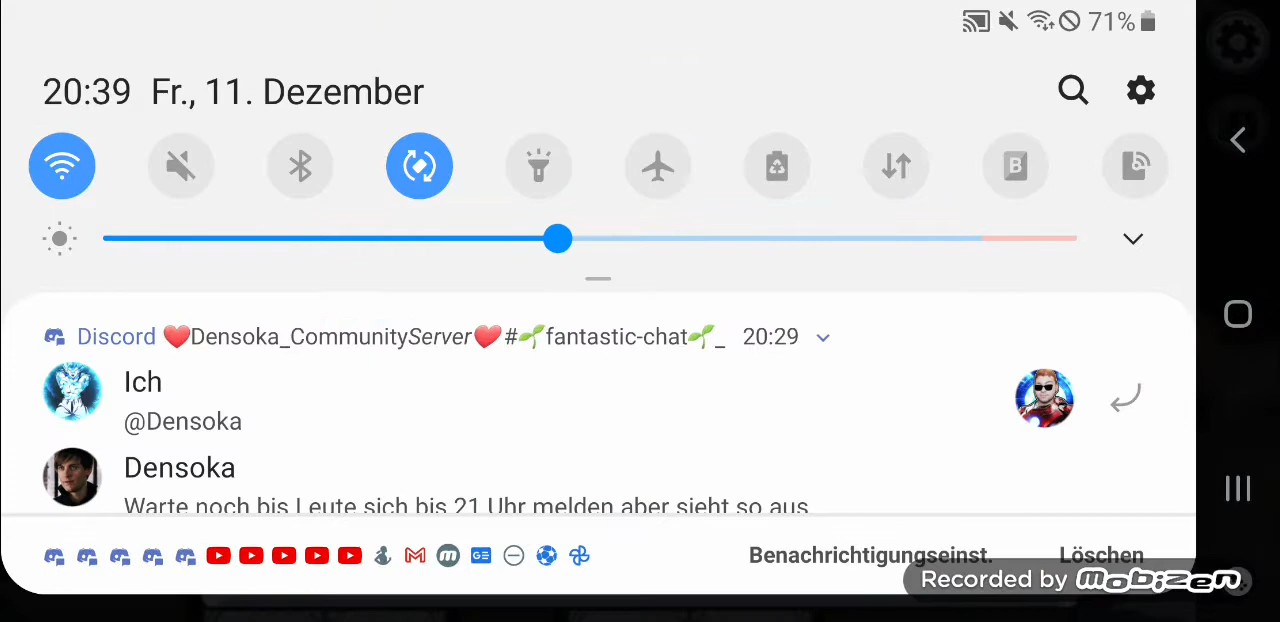 71%
20:39 Fr., 11. Dezember
Discord ❤️Densoka_CommunityServer❤️#🌱fantastic-chat🌱_ 20:29
Ich
@Densoka
Densoka
Warte noch bis Leute sich bis 21 Uhr melden aber sieht so aus
Benachrichtigungseinst. Löschen
Recorded by mobizen